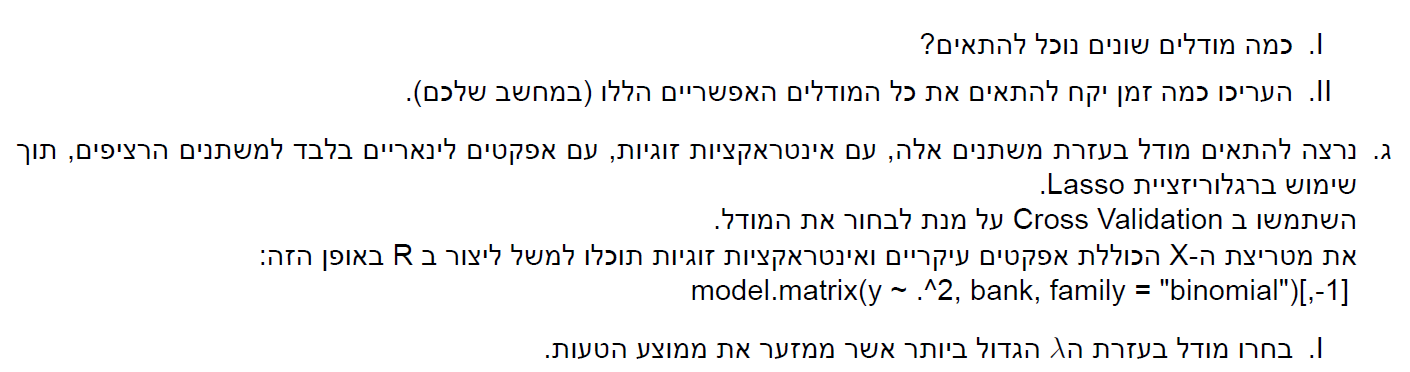 I. כמה מודלים שונים נוכל להתאים?
II. העריכו כמה זמן יקח להתאים את כל המודלים האפשריים הללו (במחשב שלכם).
ג. נרצה להתאים מודל בעזרת משתנים אלה, עם אינטראקציות זוגיות, עם אפקטים לינאריים בלבד למשתנים הרציפים, תוך
שימוש ברגלוריזציית Lasso.
השתמשו ב Cross Validation על מנת לבחור את המודל.
את מטריצת ה-X הכוללת אפקטים עיקריים ואינטראקציות זוגיות תוכלו למשל ליצור ב R באופן הזה:
model.matrix(y ~ .^2, bank, family = "binomial")[,-1]
I. בחרו מודל בעזרת הλ הגדול ביותר אשר ממזער את ממוצע הטעות.